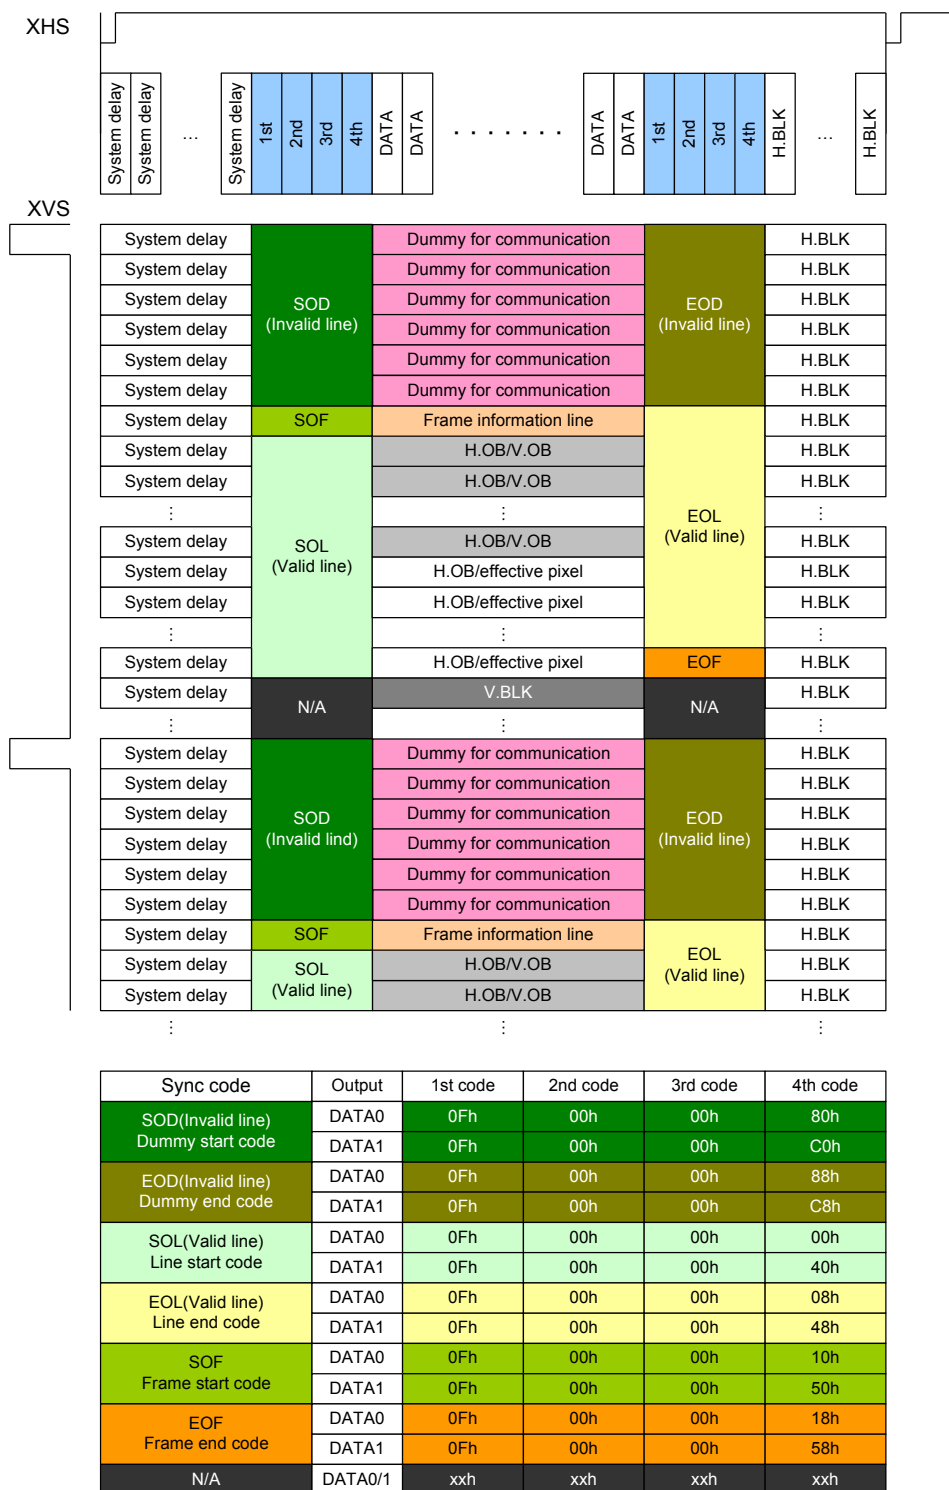 XHS
System delay System delay ... System delay 1st 2nd 3rd 4th DATA DATA . . . . . . . DATA DATA 1st 2nd 3rd 4th H.BLK ... H.BLK
XVS
System delay Dummy for communication H.BLK
System delay Dummy for communication H.BLK
System delay SOD Dummy for communication EOD H.BLK
System delay (Invalid line) Dummy for communication (Invalid line) H.BLK
System delay Dummy for communication H.BLK
System delay Dummy for communication H.BLK
System delay SOF Frame information line H.BLK
System delay H.OB/V.OB H.BLK
System delay H.OB/V.OB H.BLK
⋮ ⋮ EOL ⋮
System delay SOL H.OB/V.OB (Valid line) H.BLK
System delay (Valid line) H.OB/effective pixel H.BLK
System delay H.OB/effective pixel H.BLK
⋮ ⋮ ⋮
System delay H.OB/effective pixel EOF H.BLK
System delay N/A V.BLK N/A H.BLK
⋮ ⋮ ⋮
System delay Dummy for communication H.BLK
System delay Dummy for communication H.BLK
System delay SOD Dummy for communication EOD H.BLK
System delay (Invalid lind) Dummy for communication (Invalid line) H.BLK
System delay Dummy for communication H.BLK
System delay Dummy for communication H.BLK
System delay SOF Frame information line H.BLK
System delay SOL H.OB/V.OB EOL H.BLK
System delay (Valid line) H.OB/V.OB (Valid line) H.BLK
⋮ ⋮ ⋮
Sync code Output 1st code 2nd code 3rd code 4th code
SOD(Invalid line) DATA0 0Fh 00h 00h 80h
Dummy start code DATA1 0Fh 00h 00h C0h
EOD(Invalid line) DATA0 0Fh 00h 00h 88h
Dummy end code DATA1 0Fh 00h 00h C8h
SOL(Valid line) DATA0 0Fh 00h 00h 00h
Line start code DATA1 0Fh 00h 00h 40h
EOL(Valid line) DATA0 0Fh 00h 00h 08h
Line end code DATA1 0Fh 00h 00h 48h
SOF DATA0 0Fh 00h 00h 10h
Frame start code DATA1 0Fh 00h 00h 50h
EOF DATA0 0Fh 00h 00h 18h
Frame end code DATA1 0Fh 00h 00h 58h
N/A DATA0/1 xxh xxh xxh xxh